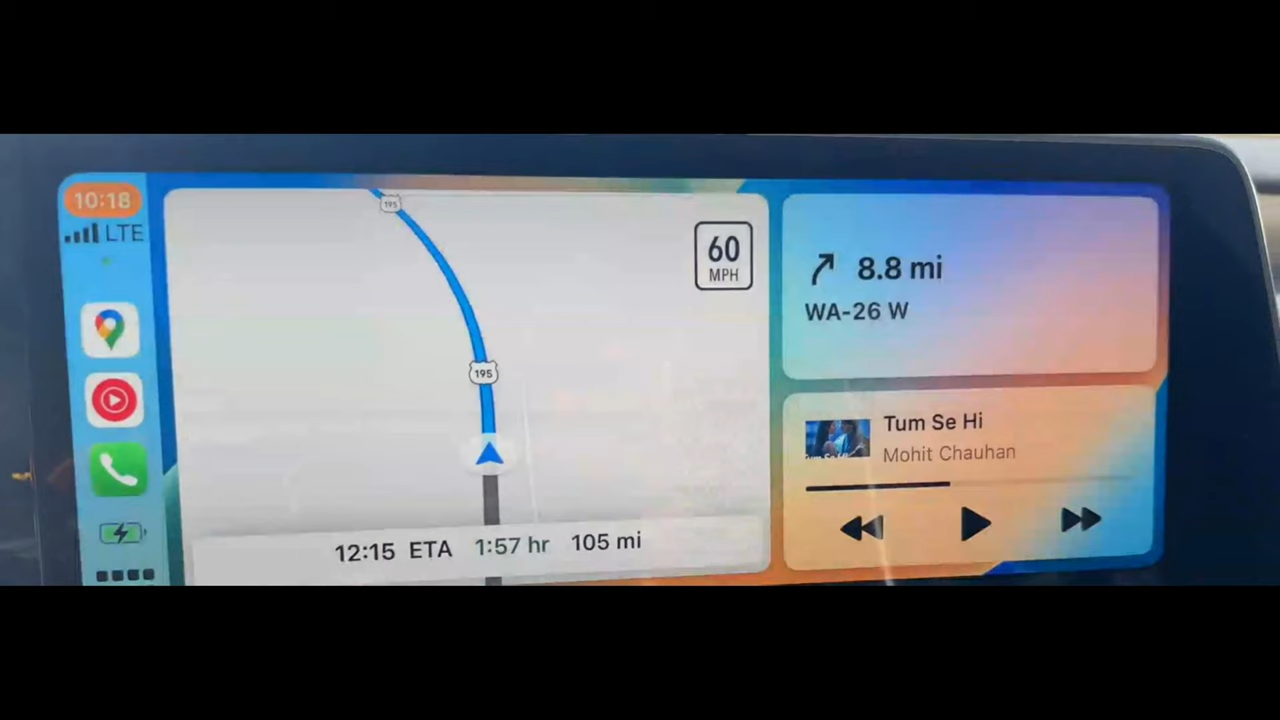 10:18
LTE
195
195
60
MPH
12:15 ETA 1:57 hr 105 mi
8.8 mi
WA-26 W
Tum Se Hi
Mohit Chauhan